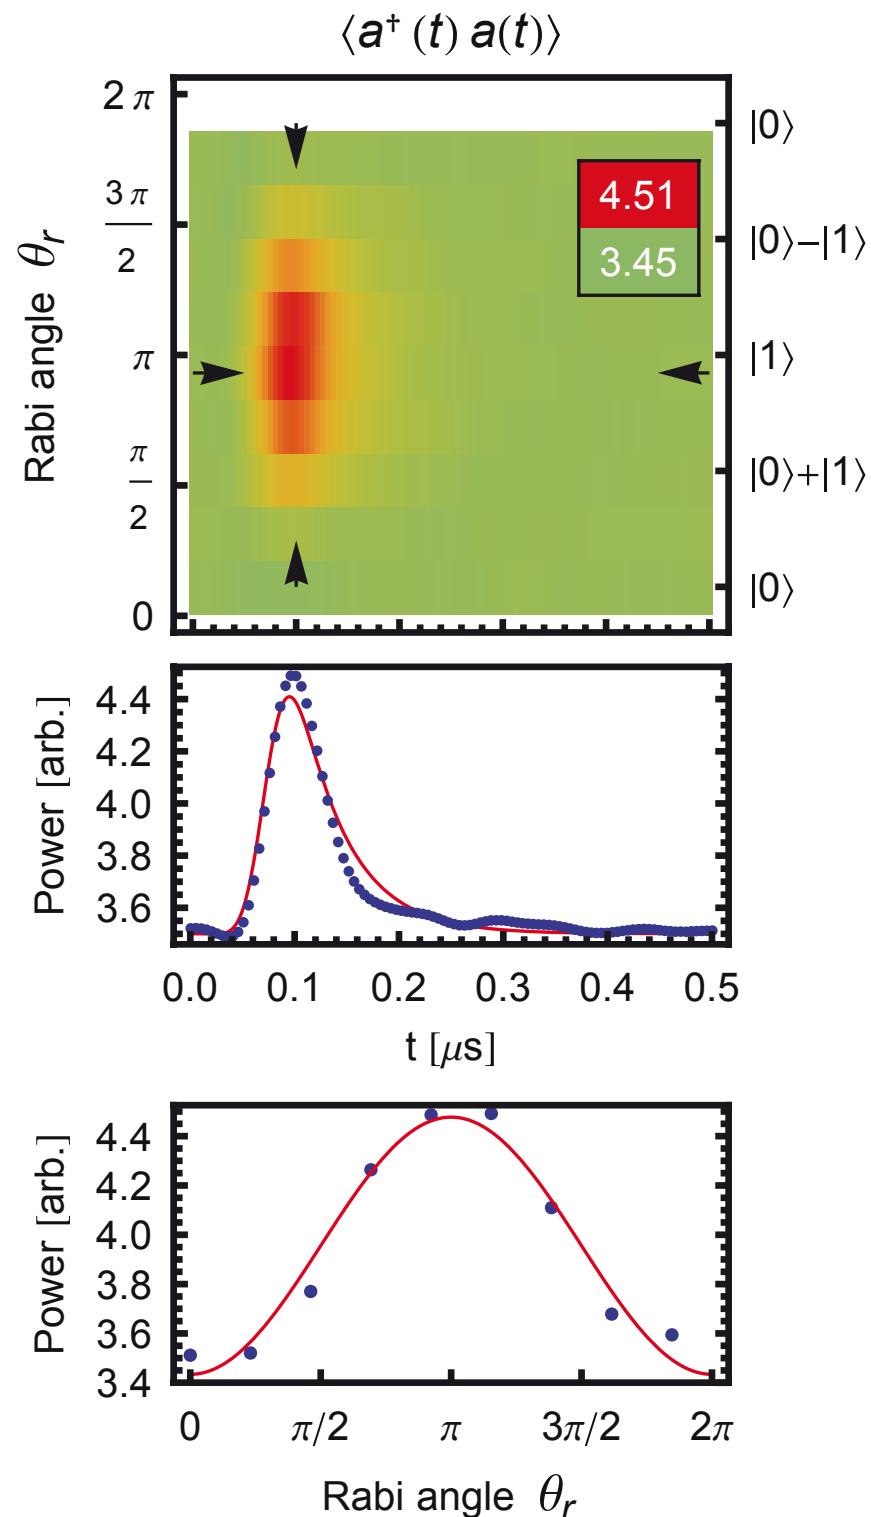 ⟨a† (t) a(t)⟩
2 π
3 π
2
π
π
2
0
Rabi angle θr
|0⟩
|0⟩−|1⟩
|1⟩
|0⟩+|1⟩
|0⟩
4.51
3.45
Power [arb.]
4.4
4.2
4.0
3.8
3.6
0.0 0.1 0.2 0.3 0.4 0.5
t [μs]
Power [arb.]
4.4
4.2
4.0
3.8
3.6
3.4
0 π/2 π 3π/2 2π
Rabi angle θr